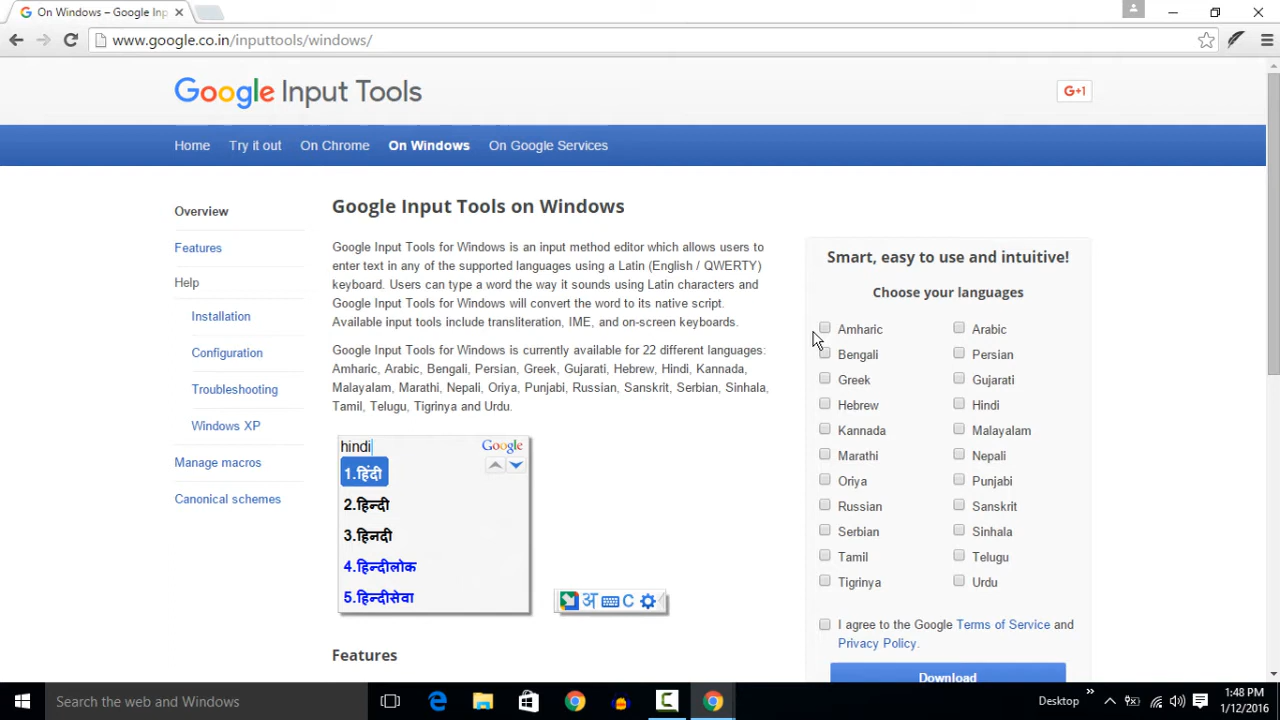 On Windows – Google Inp
www.google.co.in/inputtools/windows/
Google Input Tools
G+1
Home Try it out On Chrome On Windows On Google Services
Overview
Features
Help
Installation
Configuration
Troubleshooting
Windows XP
Manage macros
Canonical schemes
Google Input Tools on Windows
Google Input Tools for Windows is an input method editor which allows users to
enter text in any of the supported languages using a Latin (English / QWERTY)
keyboard. Users can type a word the way it sounds using Latin characters and
Google Input Tools for Windows will convert the word to its native script.
Available input tools include transliteration, IME, and on-screen keyboards.
Google Input Tools for Windows is currently available for 22 different languages:
Amharic, Arabic, Bengali, Persian, Greek, Gujarati, Hebrew, Hindi, Kannada,
Malayalam, Marathi, Nepali, Oriya, Punjabi, Russian, Sanskrit, Serbian, Sinhala,
Tamil, Telugu, Tigrinya and Urdu.
hindi Google
1.हिंदी
2.हिन्दी
3.हिनदी
4.हिन्दीलोक
5.हिन्दीसेवा
अ C
Features
Smart, easy to use and intuitive!
Choose your languages
Amharic Arabic
Bengali Persian
Greek Gujarati
Hebrew Hindi
Kannada Malayalam
Marathi Nepali
Oriya Punjabi
Russian Sanskrit
Serbian Sinhala
Tamil Telugu
Tigrinya Urdu
I agree to the Google Terms of Service and
Privacy Policy.
Download
Search the web and Windows
Desktop
1:48 PM
1/12/2016